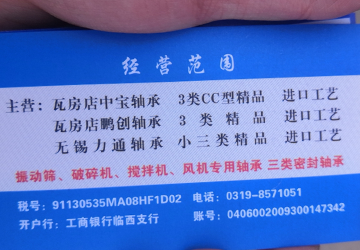 经营范围
主营：瓦房店中宝轴承 3类CC型精品 进口工艺
瓦房店鹏创轴承 3类精品 进口工艺
无锡力通轴承 小三类精品 进口工艺
振动筛、破碎机、搅拌机、风机专用轴承 三类密封轴承
税号：91130535MA08HF1D02 电话：0319-8571051
开户行：工商银行临西支行 账号：0406002009300147342